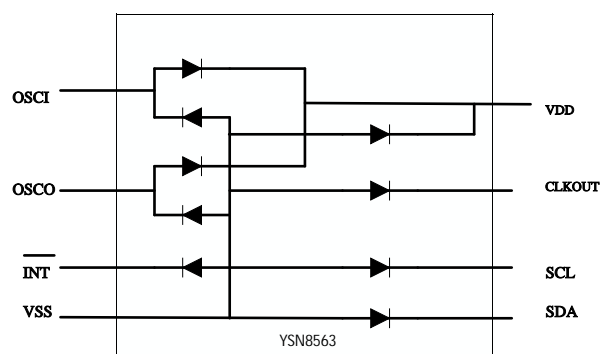 OSCI
VDD
OSCO
CLKOUT
INT
SCL
VSS
SDA
YSN8563